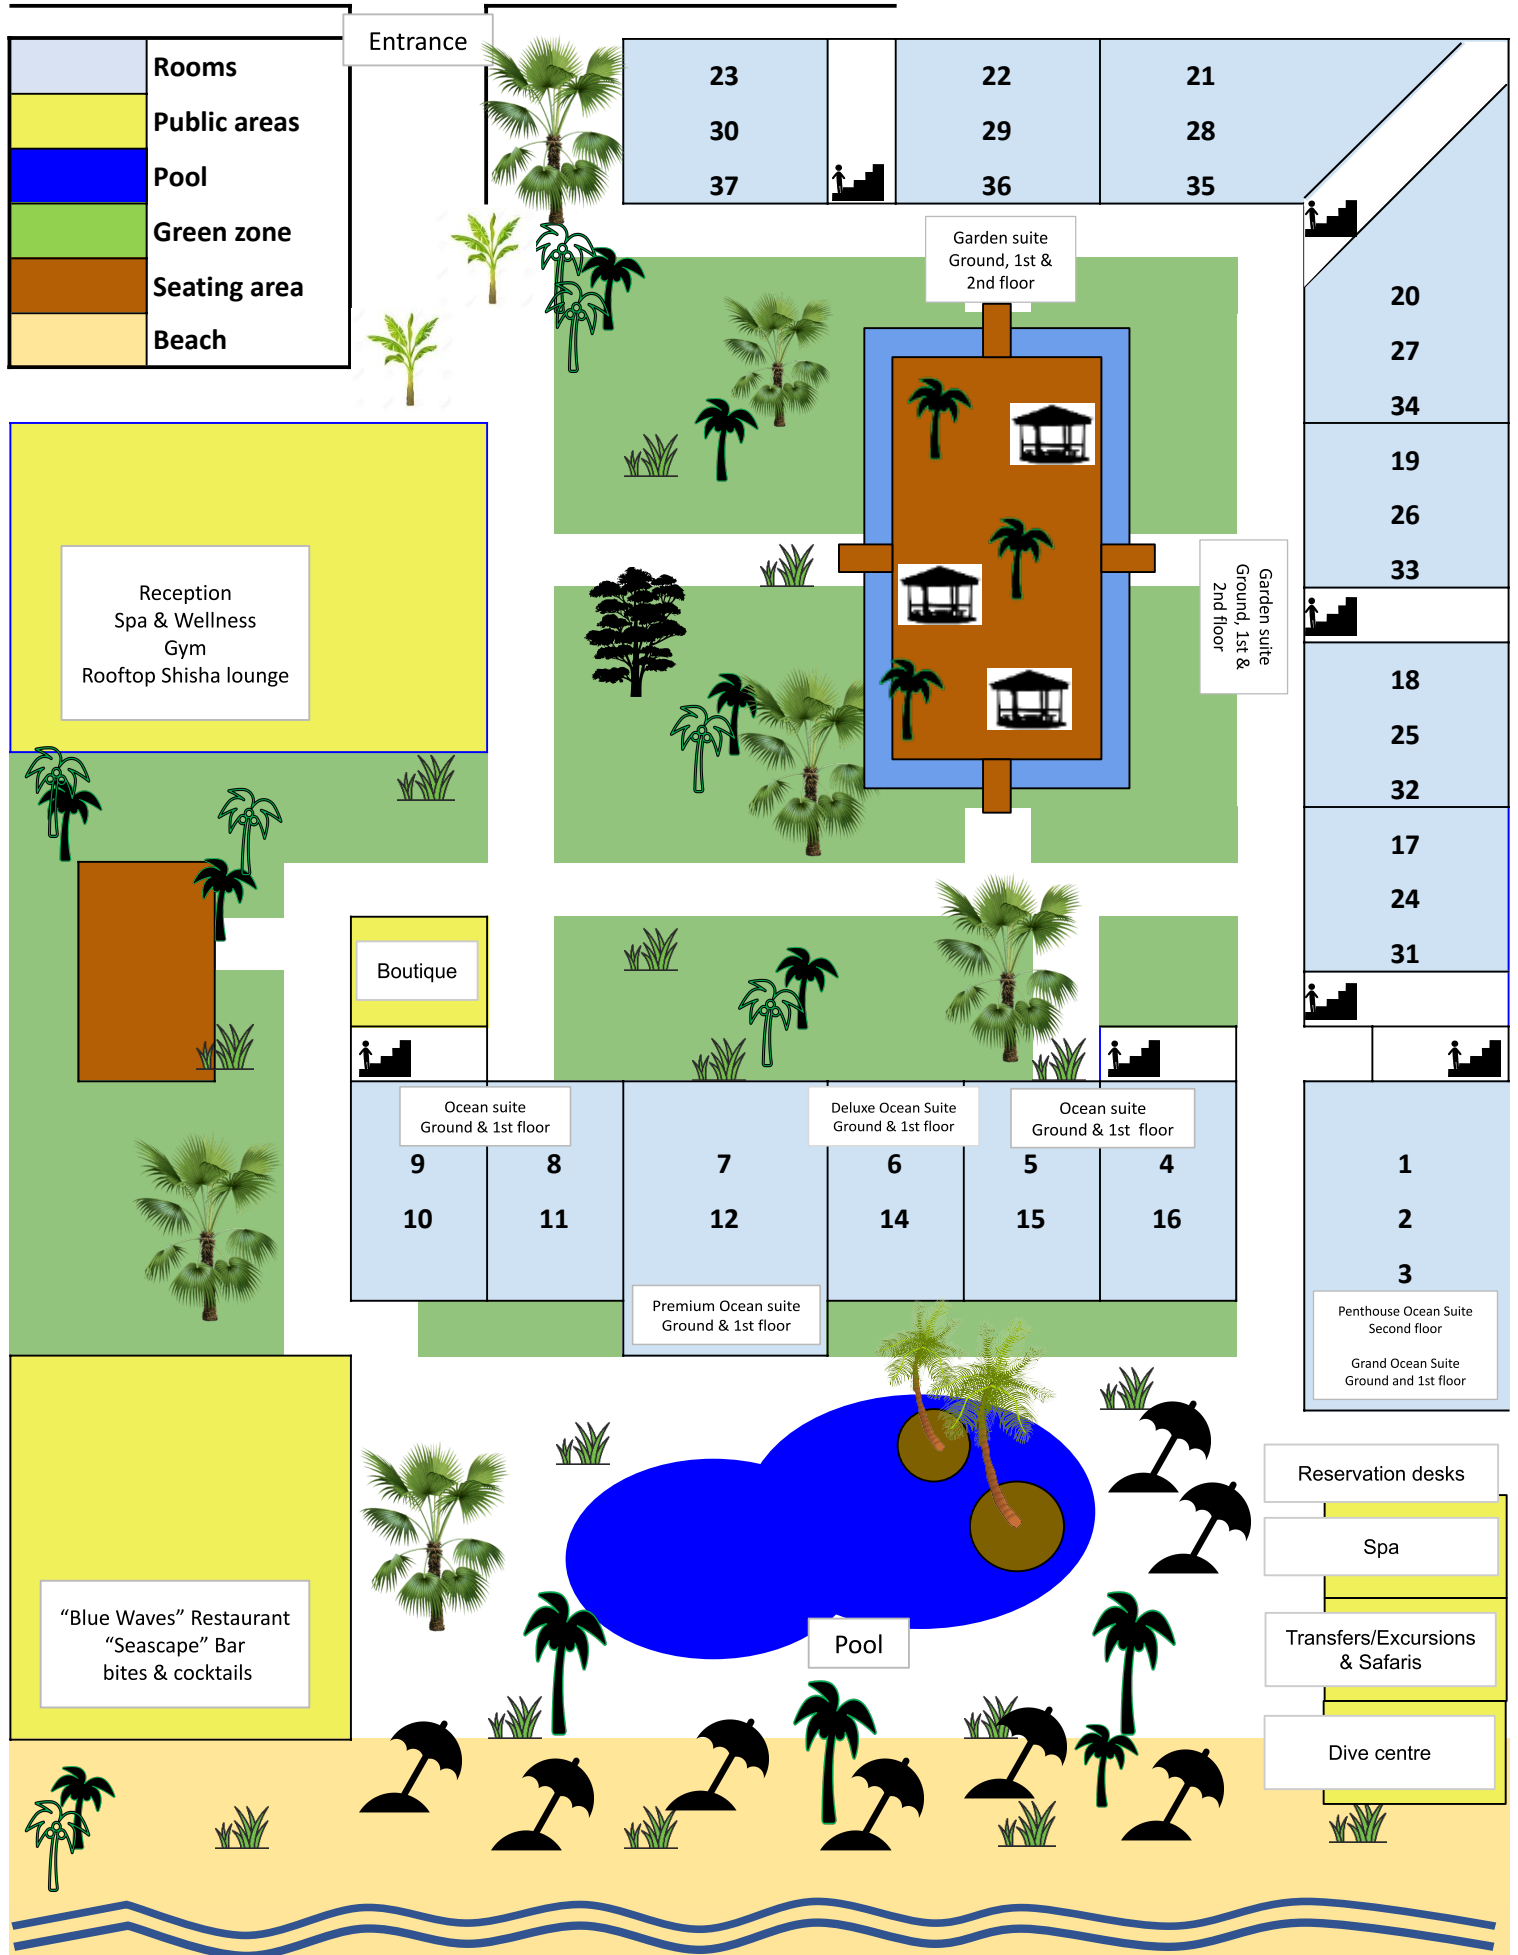 Entrance
Rooms
Public areas
Pool
Green zone
Seating area
Beach
23
30
37
22
29
36
21
28
35
Garden suite
Ground, 1st &
2nd floor
20
27
34
19
26
33
Garden suite
Ground, 1st &
2nd floor
18
25
32
17
24
31
Reception
Spa & Wellness
Gym
Rooftop Shisha lounge
Boutique
Ocean suite
Ground & 1st floor
9
10
8
11
7
12
Premium Ocean suite
Ground & 1st floor
Deluxe Ocean Suite
Ground & 1st floor
6
14
Ocean suite
Ground & 1st  floor
5
15
4
16
1
2
3
Penthouse Ocean Suite
Second floor
Grand Ocean Suite
Ground and 1st floor
Reservation desks
Spa
Transfers/Excursions
& Safaris
Dive centre
Pool
“Blue Waves” Restaurant
“Seascape” Bar
bites & cocktails